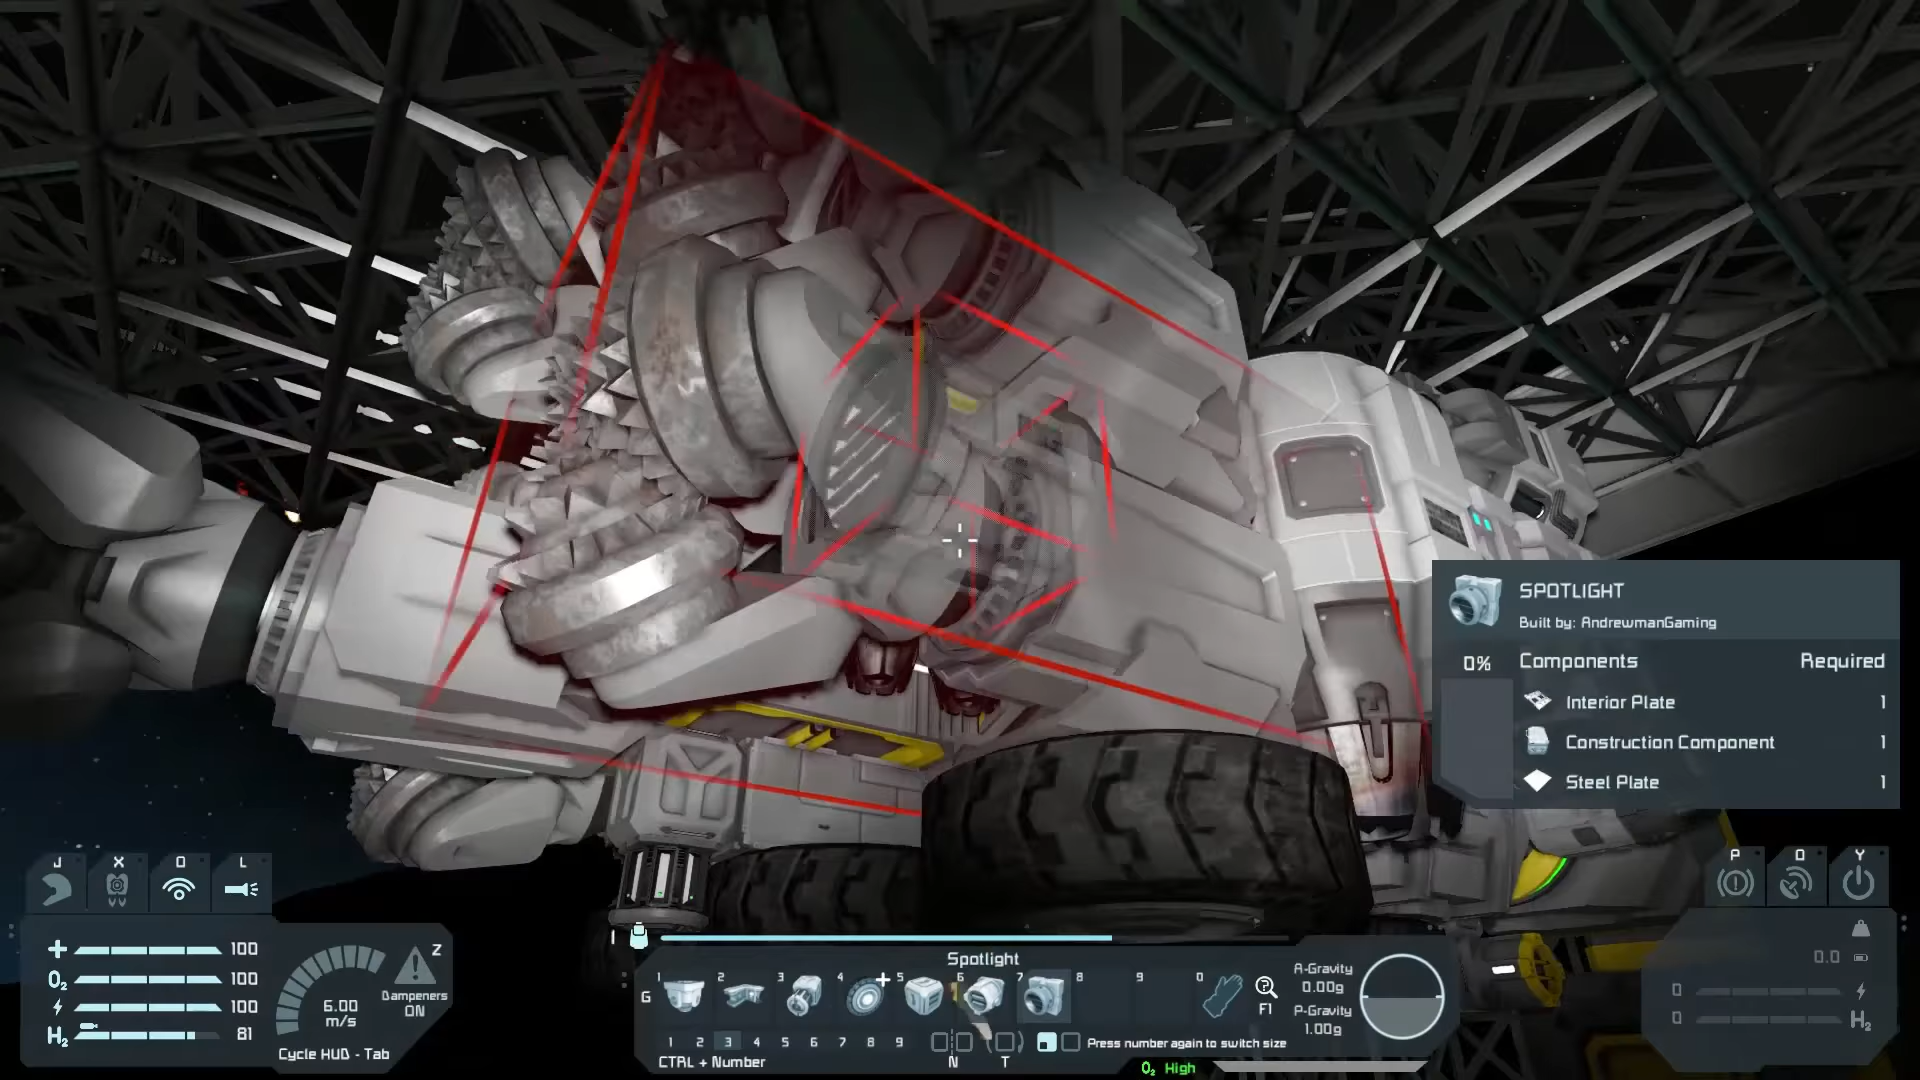 SPOTLIGHT
Built by: AndrewmanGaming
0% Components Required
Interior Plate 1
Construction Component 1
Steel Plate 1
J X O L
P O Y
+ 100
O₂ 100
100
H₂ 81
6.00
m/s
Z
Dampeners
ON
Cycle HUD - Tab
Spotlight
G 1 2 3 4 5 6 7 8 9 0
F1
1 2 3 4 5 6 7 8 9
CTRL + Number
N T
Press number again to switch size
A-Gravity
0.00g
P-Gravity
1.00g
O₂ High
0.0
0
0 H₂